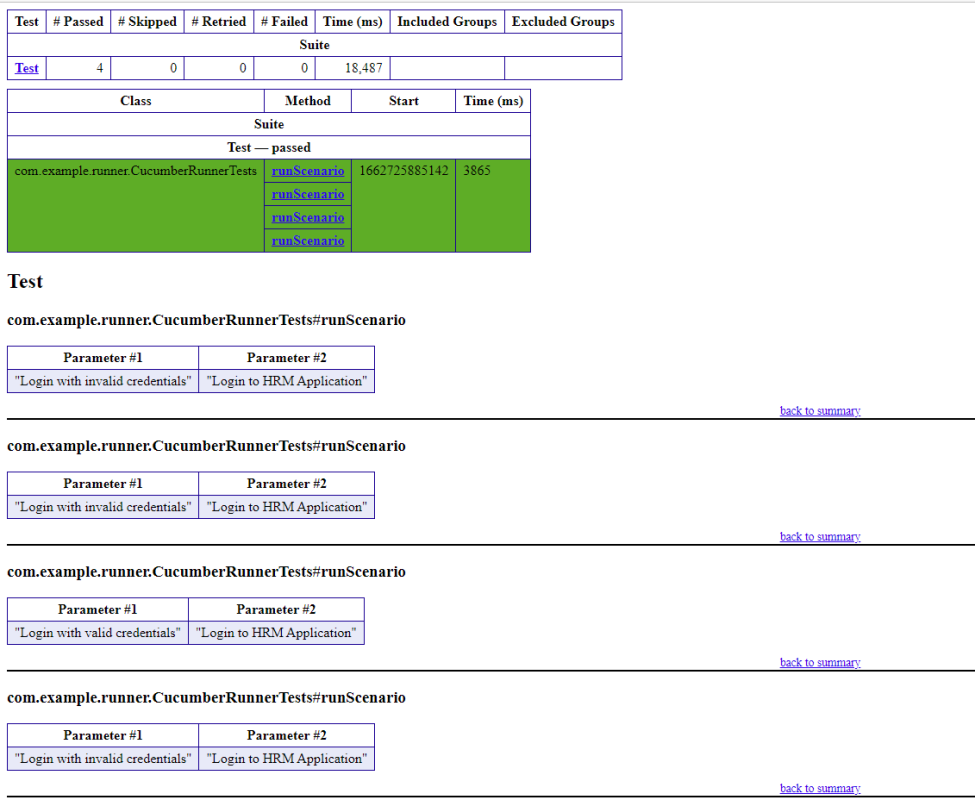 Test # Passed # Skipped # Retried # Failed Time (ms) Included Groups Excluded Groups
Suite
Test 4 0 0 0 18,487
Class Method Start Time (ms)
Suite
Test — passed
com.example.runner.CucumberRunnerTests runScenario 1662725885142 3865
runScenario
runScenario
runScenario
Test
com.example.runner.CucumberRunnerTests#runScenario
Parameter #1 Parameter #2
"Login with invalid credentials" "Login to HRM Application"
back to summary
com.example.runner.CucumberRunnerTests#runScenario
Parameter #1 Parameter #2
"Login with invalid credentials" "Login to HRM Application"
back to summary
com.example.runner.CucumberRunnerTests#runScenario
Parameter #1 Parameter #2
"Login with valid credentials" "Login to HRM Application"
back to summary
com.example.runner.CucumberRunnerTests#runScenario
Parameter #1 Parameter #2
"Login with invalid credentials" "Login to HRM Application"
back to summary